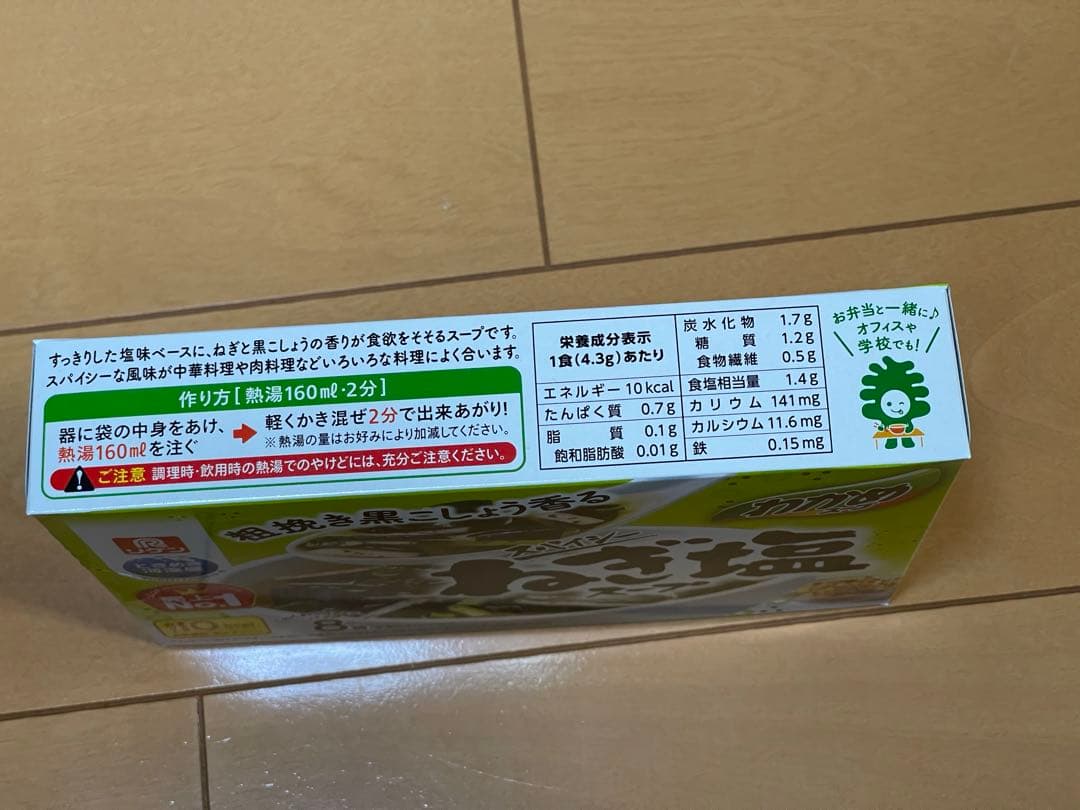 すっきりした塩味ベースに、ねぎと黒こしょうの香りが食欲をそそるスープです。
スパイシーな風味が中華料理や肉料理などいろいろな料理によく合います。
作り方[熱湯160㎖・2分]
器に袋の中身をあけ、
熱湯160㎖を注ぐ
軽くかき混ぜ2分で出来あがり!
※熱湯の量はお好みにより加減してください。
ご注意 調理時・飲用時の熱湯でのやけどには、充分ご注意ください。
栄養成分表示
1食(4.3g)あたり
エネルギー 10kcal
たんぱく質 0.7g
脂質 0.1g
飽和脂肪酸 0.01g
炭水化物 1.7g
糖質 1.2g
食物繊維 0.5g
食塩相当量 1.4g
カリウム 141mg
カルシウム 11.6mg
鉄 0.15mg
お弁当と一緒に♪
オフィスや
学校でも!
粗挽き黒こしょう香る
スパイシー
ねぎ塩
スープ
リケン
No.1
8